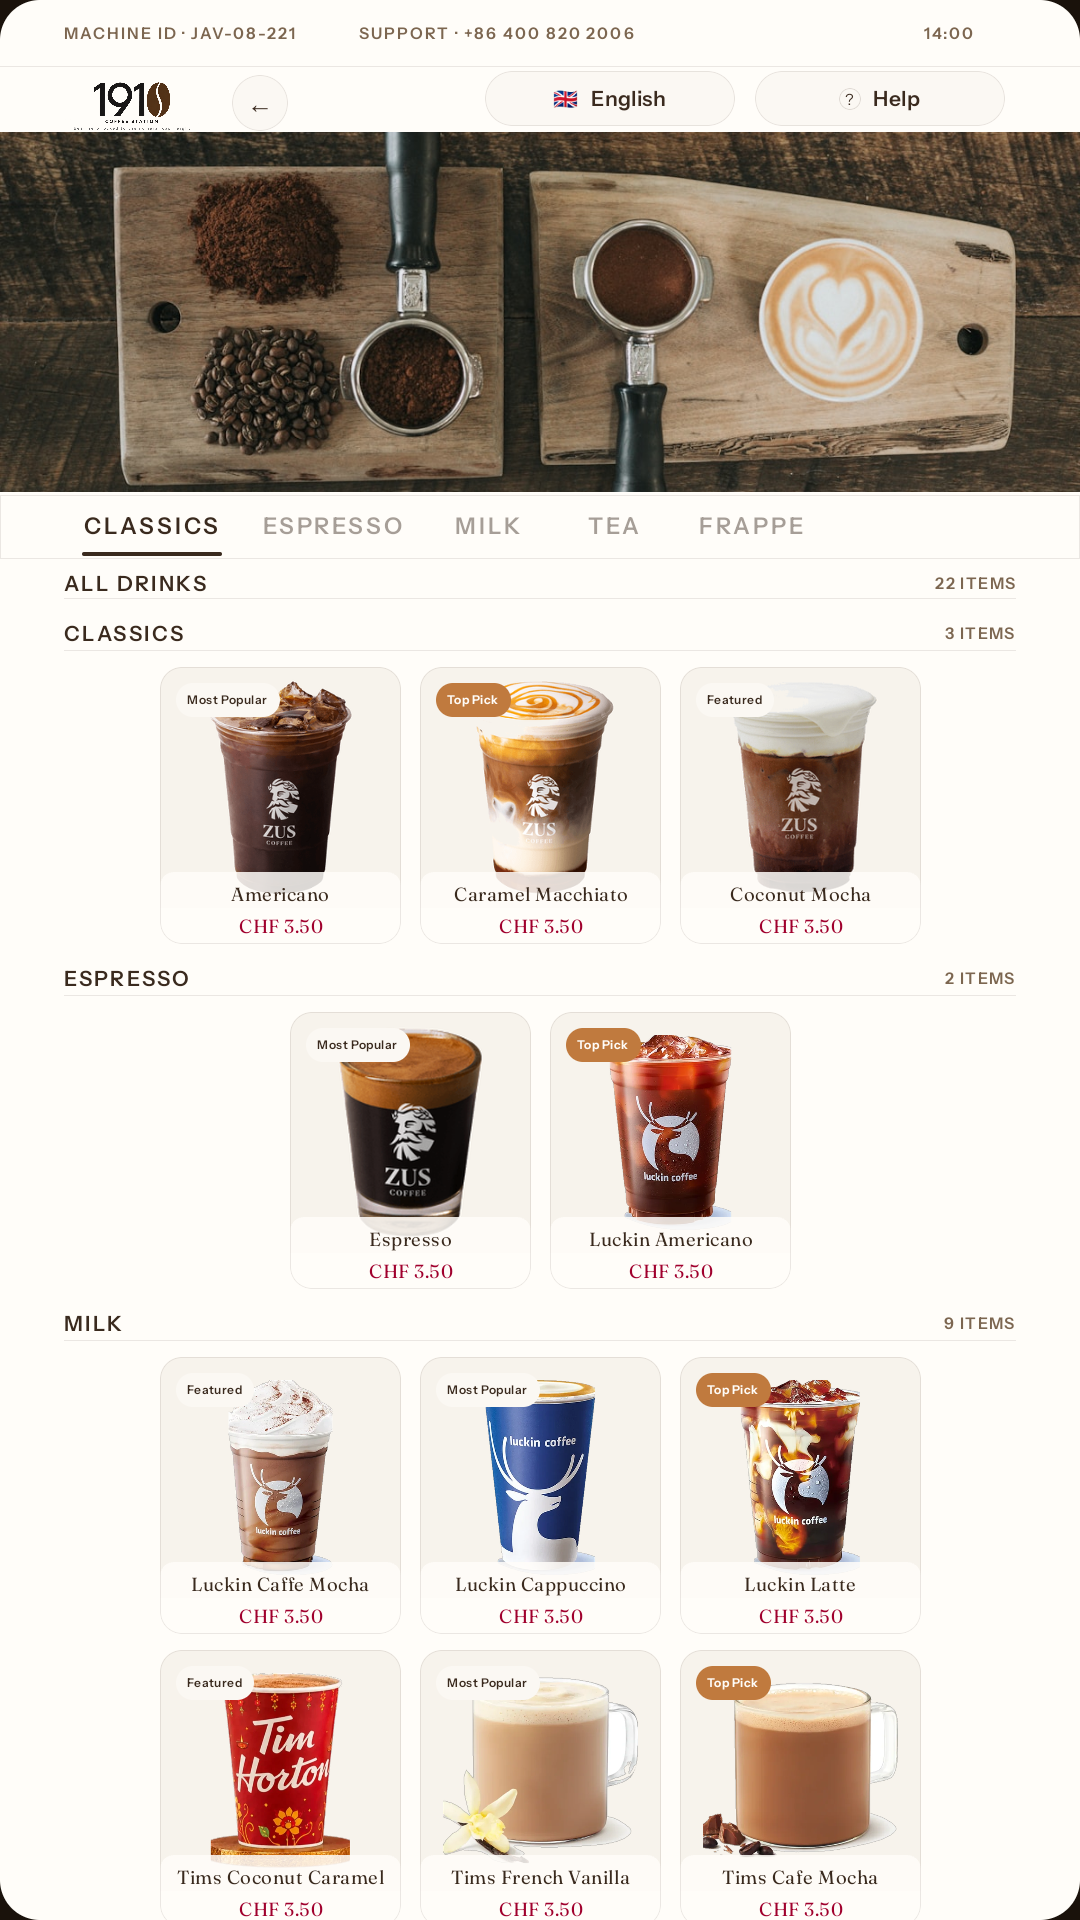 MACHINE ID · JAV-08-221
SUPPORT · +86 400 820 2006
14:00
1910
COFFEE STATION
←
🇬🇧 English
? Help
CLASSICS
ESPRESSO
MILK
TEA
FRAPPE
ALL DRINKS
22 ITEMS
CLASSICS
3 ITEMS
Most Popular
ZUS
COFFEE
Americano
CHF 3.50
Top Pick
ZUS
Caramel Macchiato
CHF 3.50
Featured
ZUS
COFFEE
Coconut Mocha
CHF 3.50
ESPRESSO
2 ITEMS
Most Popular
ZUS
COFFEE
Espresso
CHF 3.50
Top Pick
luckin coffee
Luckin Americano
CHF 3.50
MILK
9 ITEMS
Featured
luckin coffee
Luckin Caffe Mocha
CHF 3.50
Most Popular
luckin coffee
Luckin Cappuccino
CHF 3.50
Top Pick
luckin coffee
Luckin Latte
CHF 3.50
Featured
Tim
Horton
Tims Coconut Caramel
CHF 3.50
Most Popular
Tims French Vanilla
CHF 3.50
Top Pick
Tims Cafe Mocha
CHF 3.50